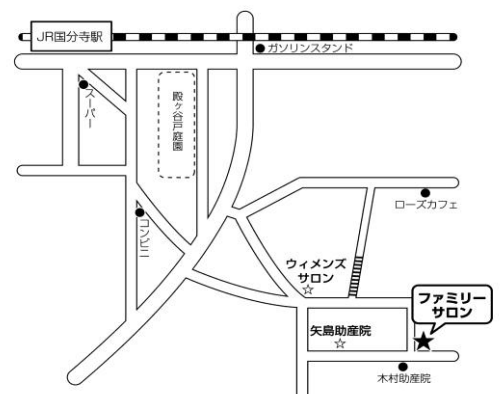 JR国分寺駅
ガソリンスタンド
スーパー
殿ヶ谷戸庭園
コンビニ
ローズカフェ
ウィメンズ
サロン
ファミリー
サロン
矢島助産院
木村助産院